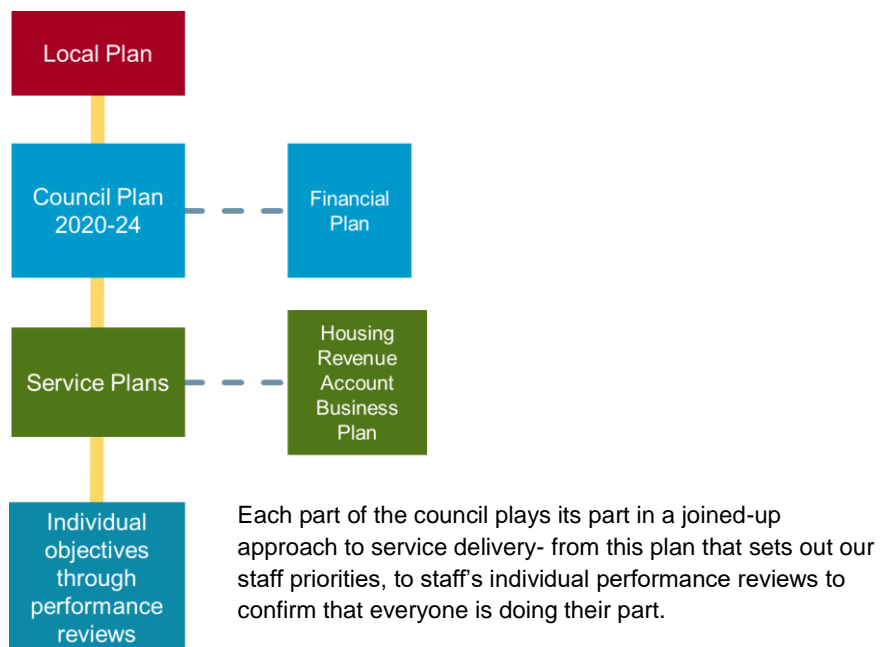 Local Plan
Council Plan
2020-24
Financial
Plan
Service Plans
Housing
Revenue
Account
Business
Plan
Individual
objectives
through
performance
reviews
Each part of the council plays its part in a joined-up
approach to service delivery- from this plan that sets out our
staff priorities, to staff’s individual performance reviews to
confirm that everyone is doing their part.